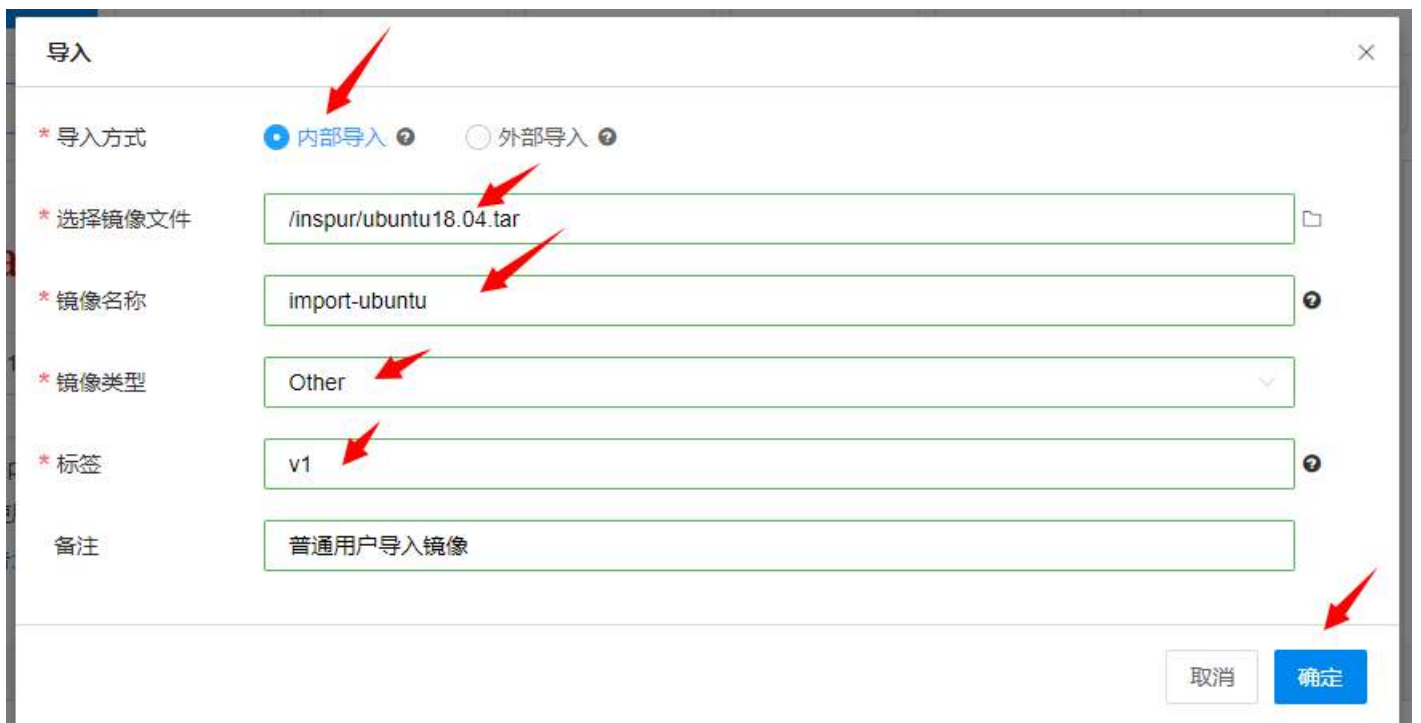 导入
* 导入方式 内部导入 外部导入
* 选择镜像文件 /inspur/ubuntu18.04.tar
* 镜像名称 import-ubuntu
* 镜像类型 Other
* 标签 v1
备注 普通用户导入镜像
取消 确定